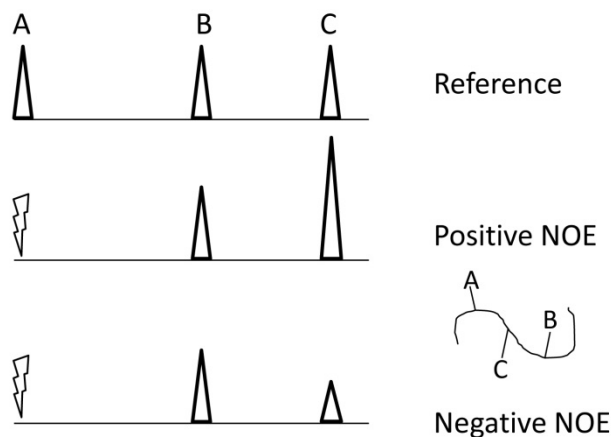 A B C
Reference
Positive NOE
A
B
C
Negative NOE